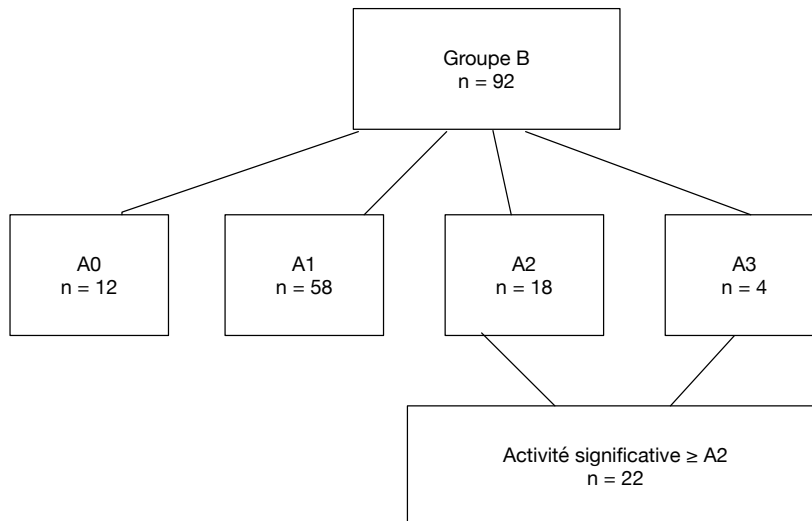 Groupe B
n = 92
A0
n = 12
A1
n = 58
A2
n = 18
A3
n = 4
Activité significative ≥ A2
n = 22